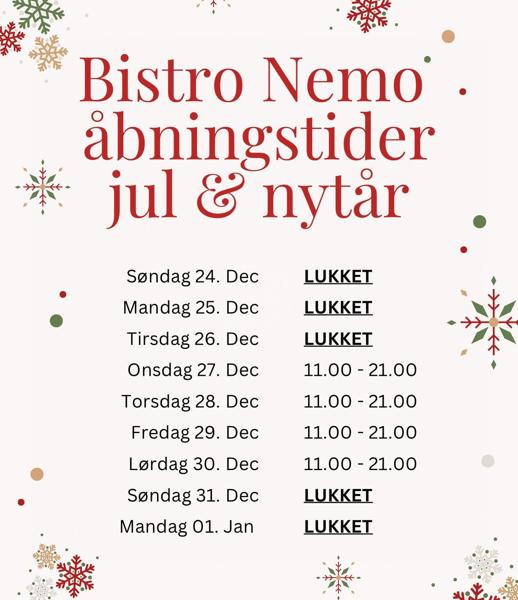 Bistro Nemo
åbningstider
jul & nytår
Søndag 24. Dec LUKKET
Mandag 25. Dec LUKKET
Tirsdag 26. Dec LUKKET
Onsdag 27. Dec 11.00 - 21.00
Torsdag 28. Dec 11.00 - 21.00
Fredag 29. Dec 11.00 - 21.00
Lørdag 30. Dec 11.00 - 21.00
Søndag 31. Dec LUKKET
Mandag 01. Jan LUKKET